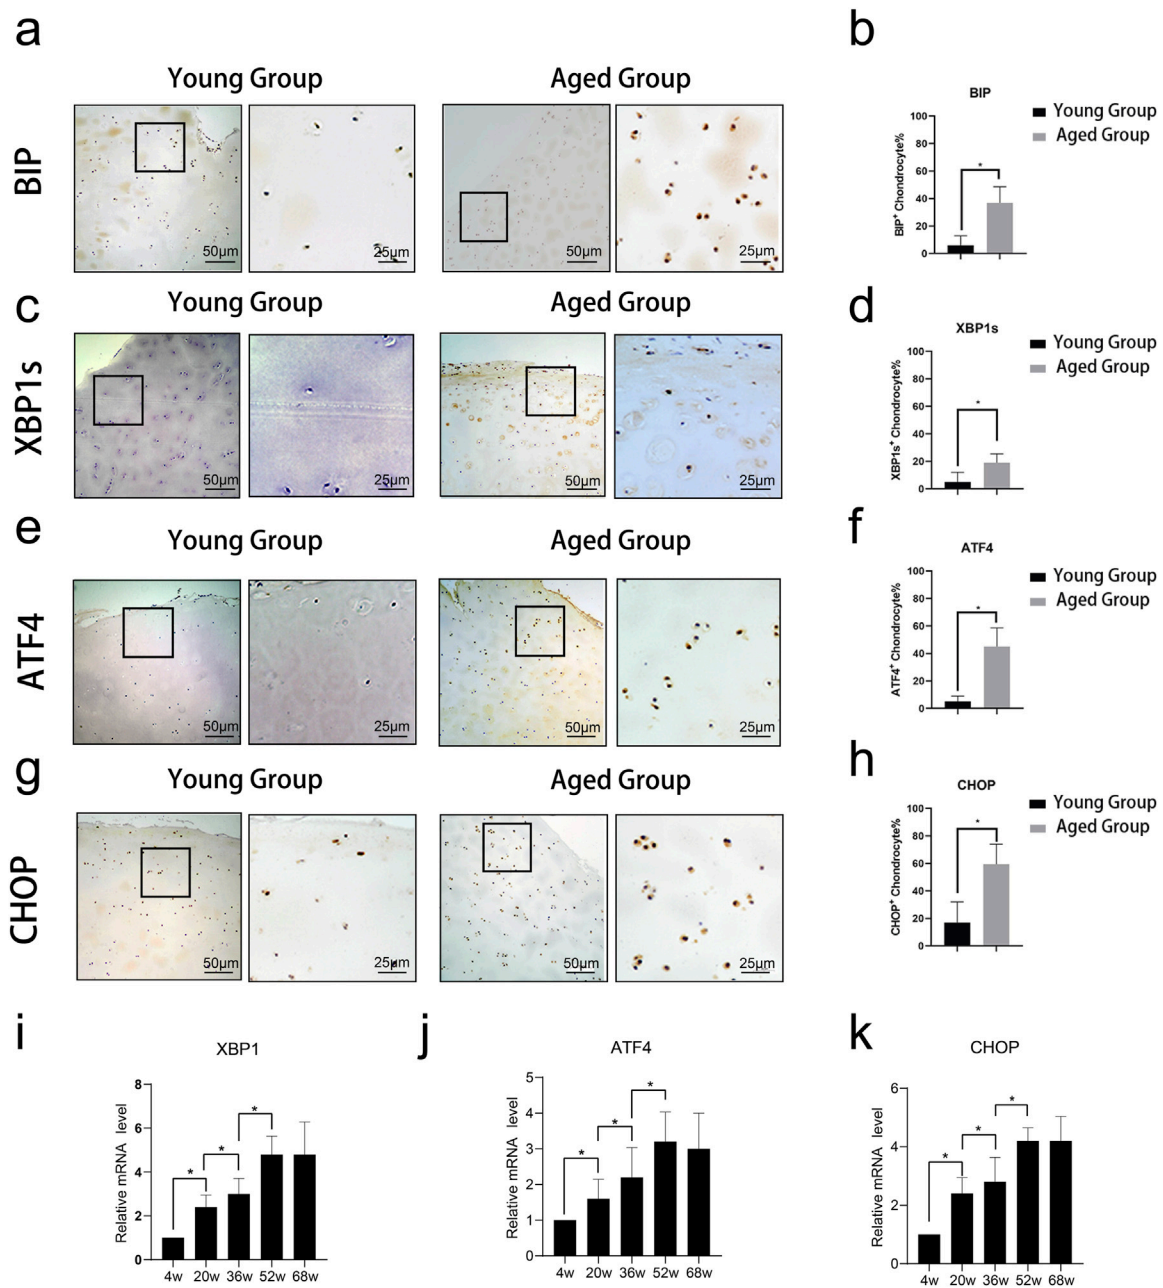 a
Young Group
Aged Group
BIP
50μm
25μm
50μm
25μm
b
BIP
BIP⁺ Chondrocyte%
100
80
60
40
20
0
*
Young Group
Aged Group
c
Young Group
Aged Group
XBP1s
50μm
25μm
50μm
25μm
d
XBP1s
XBP1s⁺ Chondrocyte%
100
80
60
40
20
0
*
Young Group
Aged Group
e
Young Group
Aged Group
ATF4
50μm
25μm
50μm
25μm
f
ATF4
ATF4⁺ Chondrocyte%
100
80
60
40
20
0
*
Young Group
Aged Group
g
Young Group
Aged Group
CHOP
50μm
25μm
50μm
25μm
h
CHOP
CHOP⁺ Chondrocyte%
100
80
60
40
20
0
*
Young Group
Aged Group
i
XBP1
Relative mRNA level
8
6
4
2
0
* * *
4w 20w 36w 52w 68w
j
ATF4
Relative mRNA level
5
4
3
2
1
0
* * *
4w 20w 36w 52w 68w
k
CHOP
Relative mRNA level
6
4
2
0
* * *
4w 20w 36w 52w 68w